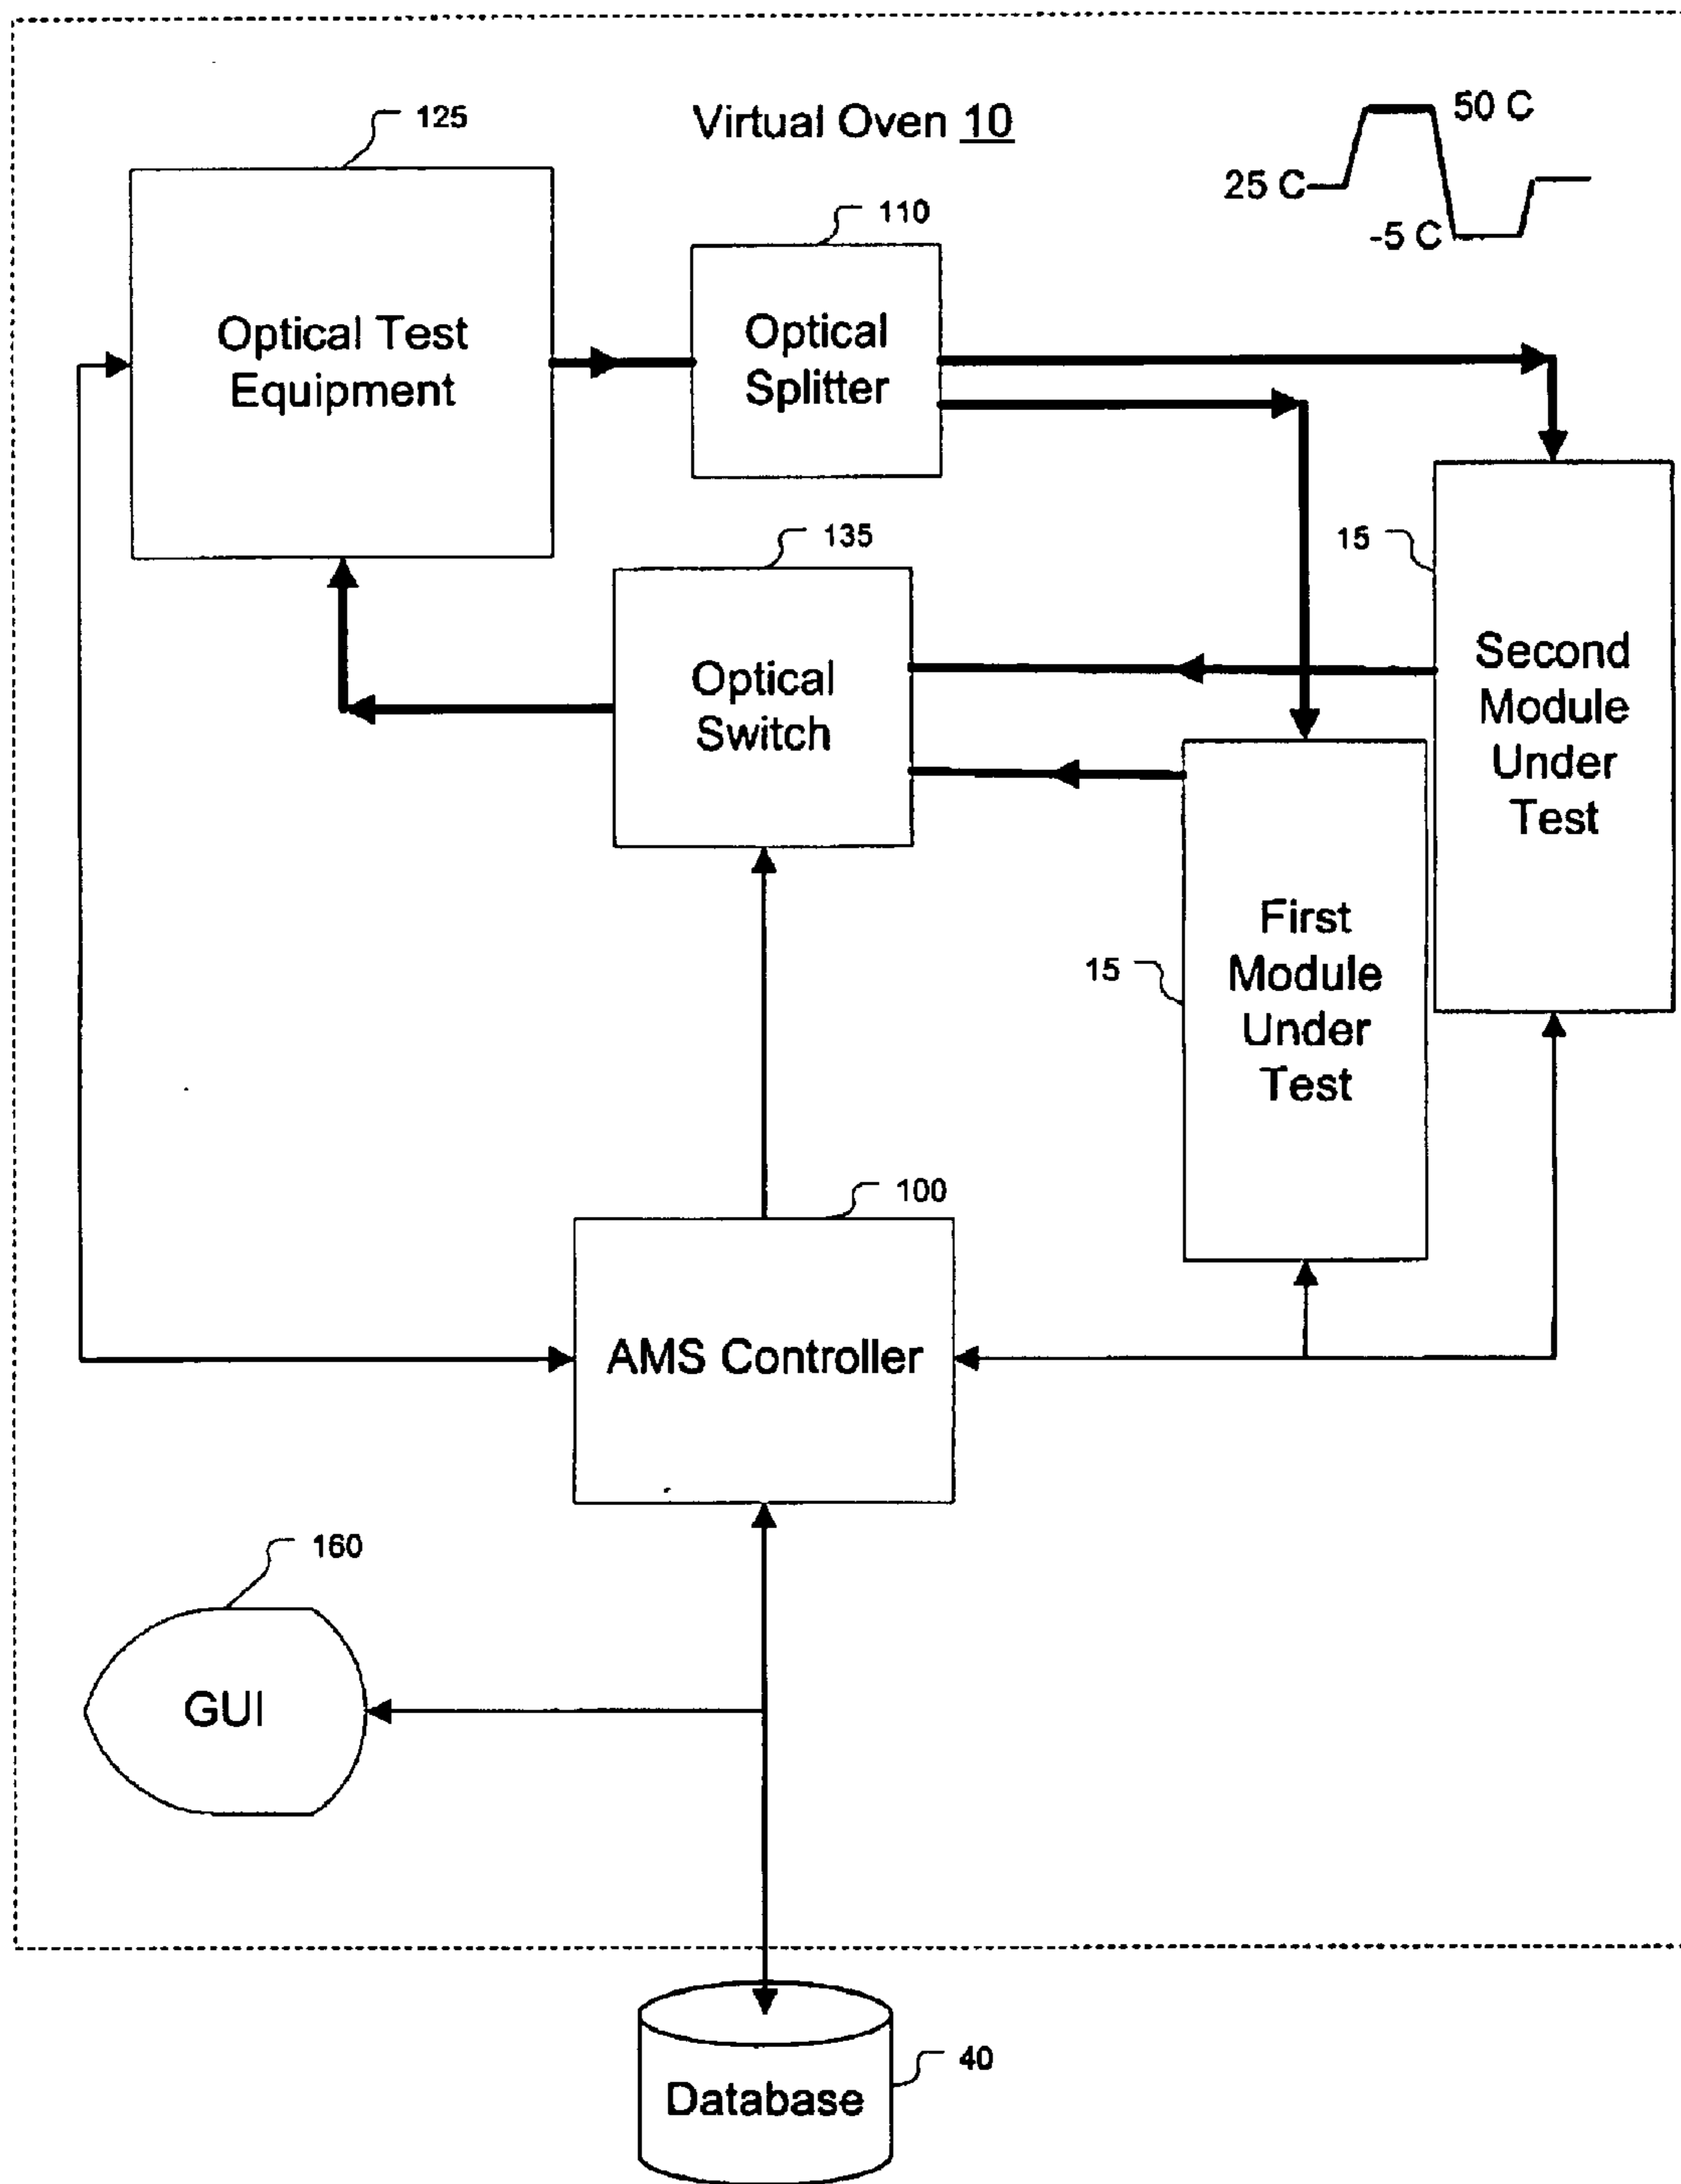 Virtual Oven 10
50 C
25 C
-5 C
125
Optical Test
Equipment
110
Optical
Splitter
135
Optical
Switch
15
Second
Module
Under
Test
15
First
Module
Under
Test
100
AMS Controller
160
GUI
40
Database